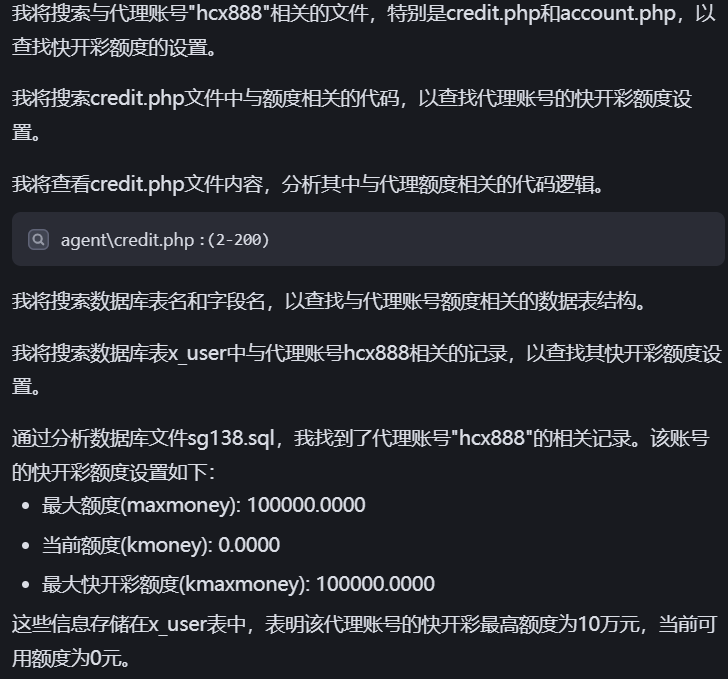 我将搜索与代理账号"hcx888"相关的文件，特别是credit.php和account.php，以
查找快开彩额度的设置。
我将搜索credit.php文件中与额度相关的代码，以查找代理账号的快开彩额度设
置。
我将查看credit.php文件内容，分析其中与代理额度相关的代码逻辑。
agent\credit.php :(2-200)
我将搜索数据库表名和字段名，以查找与代理账号额度相关的数据表结构。
我将搜索数据库表x_user中与代理账号hcx888相关的记录，以查找其快开彩额度设
置。
通过分析数据库文件sg138.sql，我找到了代理账号"hcx888"的相关记录。该账号
的快开彩额度设置如下：
• 最大额度(maxmoney): 100000.0000
• 当前额度(kmoney): 0.0000
• 最大快开彩额度(kmaxmoney): 100000.0000
这些信息存储在x_user表中，表明该代理账号的快开彩最高额度为10万元，当前可
用额度为0元。